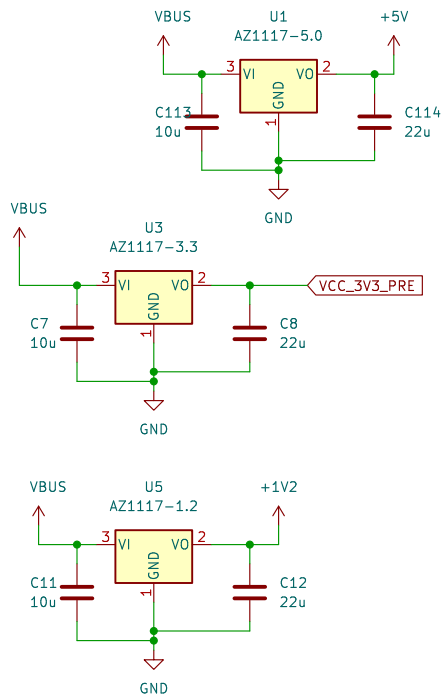 VBUS
U1
AZ1117-5.0
+5V
3
VI
VO
2
GND
1
C113
10u
C114
22u
GND
VBUS
U3
AZ1117-3.3
3
VI
VO
2
VCC_3V3_PRE
GND
1
C7
10u
C8
22u
GND
VBUS
U5
AZ1117-1.2
+1V2
3
VI
VO
2
GND
1
C11
10u
C12
22u
GND